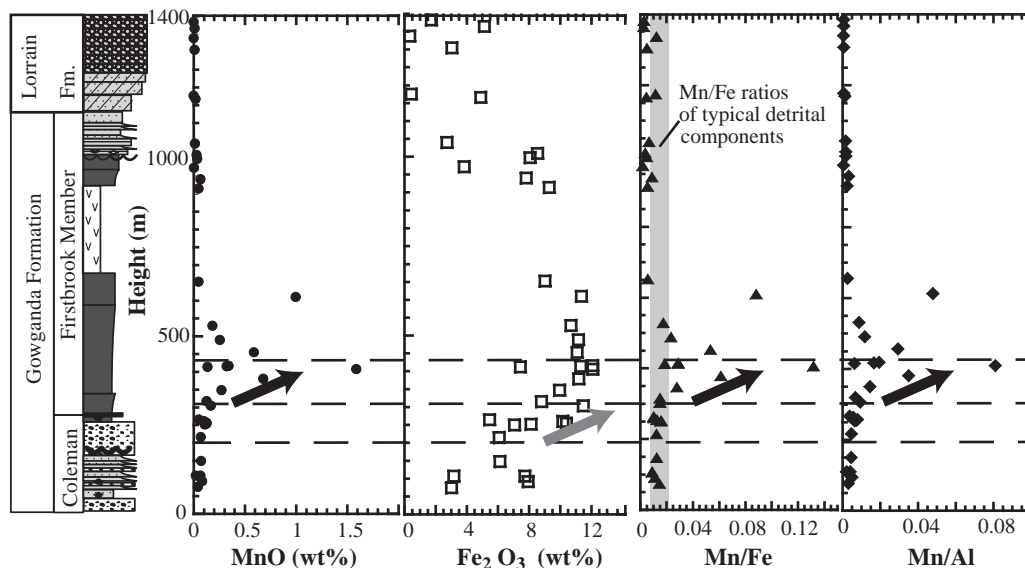 Lorrain
Fm.
Gowganda Formation
Firstbrook Member
Coleman
Height (m)
1400
1000
500
0
Mn/Fe ratios
of typical detrital
components
0 0.5 1 1.5
MnO (wt%)
0 4 8 12
Fe2 O3 (wt%)
0 0.04 0.08 0.12
Mn/Fe
0 0.04 0.08
Mn/Al
v v v v v v v